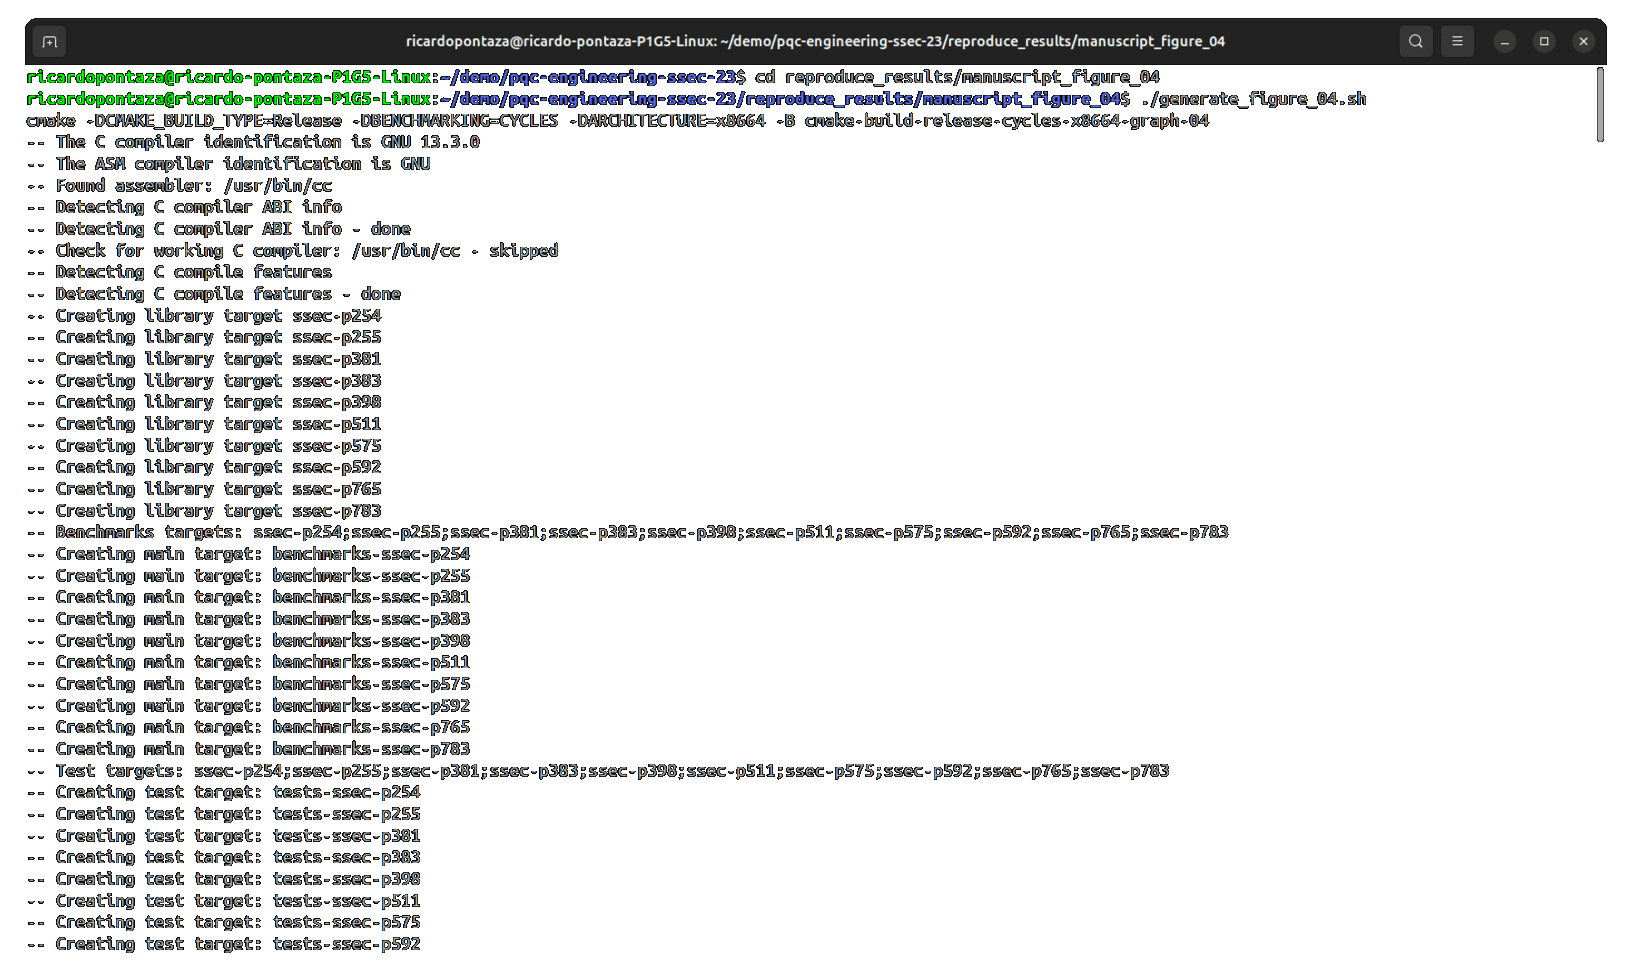 ricardopontaza@ricardo-pontaza-P1G5-Linux: ~/demo/pqc-engineering-ssec-23/reproduce_results/manuscript_figure_04
ricardopontaza@ricardo-pontaza-P1G5-Linux:~/demo/pqc-engineering-ssec-23$ cd reproduce_results/manuscript_figure_04
ricardopontaza@ricardo-pontaza-P1G5-Linux:~/demo/pqc-engineering-ssec-23/reproduce_results/manuscript_figure_04$ ./generate_figure_04.sh
cmake -DCMAKE_BUILD_TYPE=Release -DBENCHMARKING=CYCLES -DARCHITECTURE=x8664 -B cmake-build-release-cycles-x8664-graph-04
-- The C compiler identification is GNU 13.3.0
-- The ASM compiler identification is GNU
-- Found assembler: /usr/bin/cc
-- Detecting C compiler ABI info
-- Detecting C compiler ABI info - done
-- Check for working C compiler: /usr/bin/cc - skipped
-- Detecting C compile features
-- Detecting C compile features - done
-- Creating library target ssec-p254
-- Creating library target ssec-p255
-- Creating library target ssec-p381
-- Creating library target ssec-p383
-- Creating library target ssec-p398
-- Creating library target ssec-p511
-- Creating library target ssec-p575
-- Creating library target ssec-p592
-- Creating library target ssec-p765
-- Creating library target ssec-p783
-- Benchmarks targets: ssec-p254;ssec-p255;ssec-p381;ssec-p383;ssec-p398;ssec-p511;ssec-p575;ssec-p592;ssec-p765;ssec-p783
-- Creating main target: benchmarks-ssec-p254
-- Creating main target: benchmarks-ssec-p255
-- Creating main target: benchmarks-ssec-p381
-- Creating main target: benchmarks-ssec-p383
-- Creating main target: benchmarks-ssec-p398
-- Creating main target: benchmarks-ssec-p511
-- Creating main target: benchmarks-ssec-p575
-- Creating main target: benchmarks-ssec-p592
-- Creating main target: benchmarks-ssec-p765
-- Creating main target: benchmarks-ssec-p783
-- Test targets: ssec-p254;ssec-p255;ssec-p381;ssec-p383;ssec-p398;ssec-p511;ssec-p575;ssec-p592;ssec-p765;ssec-p783
-- Creating test target: tests-ssec-p254
-- Creating test target: tests-ssec-p255
-- Creating test target: tests-ssec-p381
-- Creating test target: tests-ssec-p383
-- Creating test target: tests-ssec-p398
-- Creating test target: tests-ssec-p511
-- Creating test target: tests-ssec-p575
-- Creating test target: tests-ssec-p592